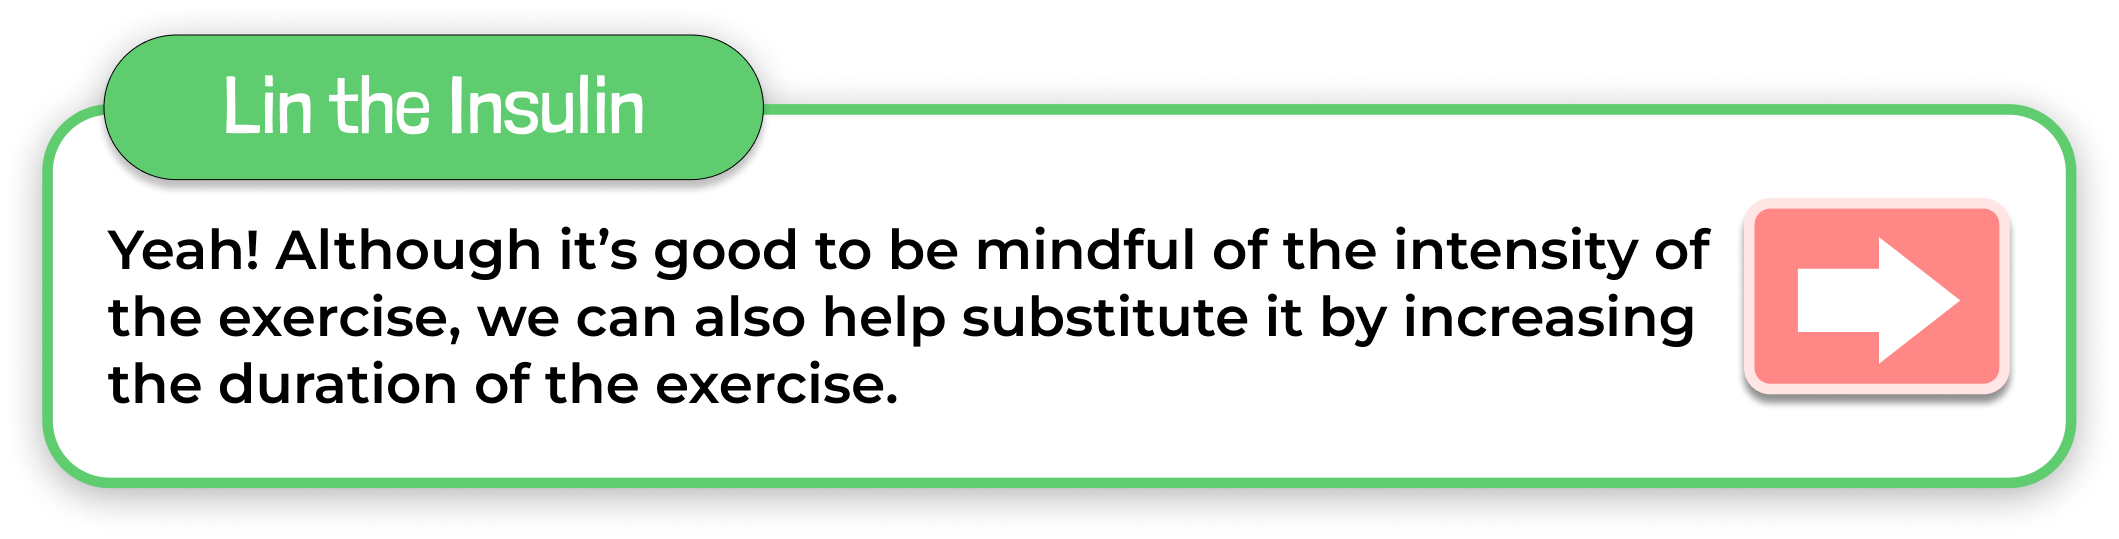 Lin the Insulin
Yeah! Although it’s good to be mindful of the intensity of
the exercise, we can also help substitute it by increasing
the duration of the exercise.